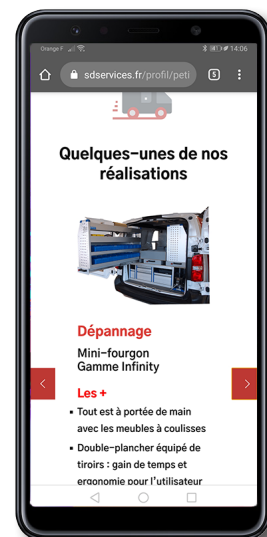 Orange F
14:06
sdservices.fr/profil/peti
5
Quelques-unes de nos
réalisations
Dépannage
Mini-fourgon
Gamme Infinity
Les +
▪ Tout est à portée de main
avec les meubles à coulisses
▪ Double-plancher équipé de
tiroirs : gain de temps et
ergonomie pour l'utilisateur